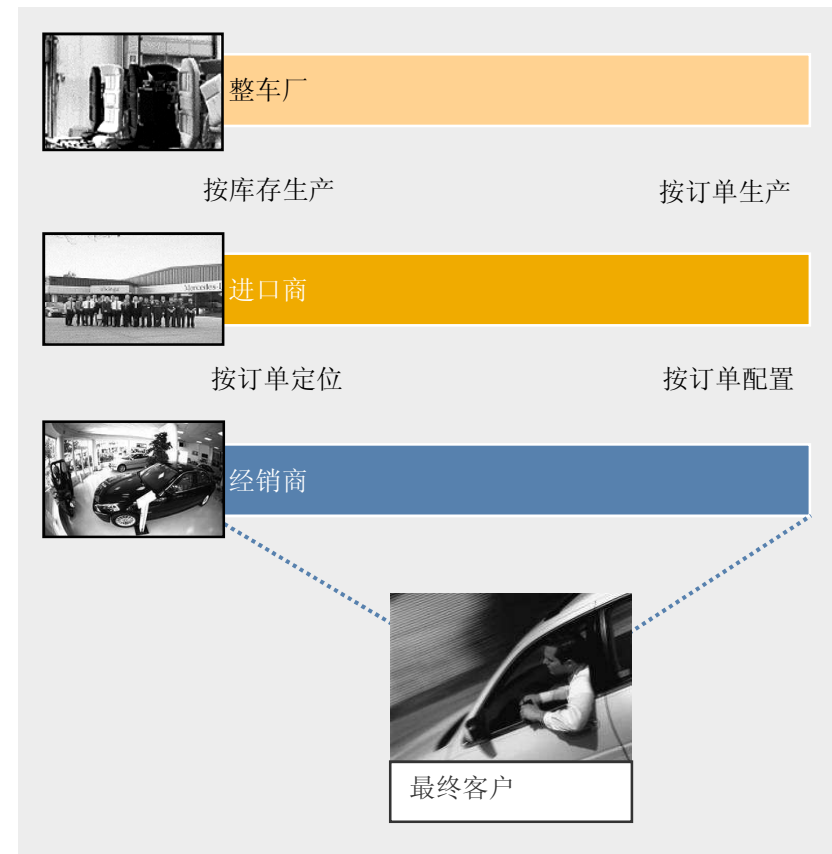 整车厂
按库存生产
按订单生产
进口商
按订单定位
按订单配置
经销商
最终客户